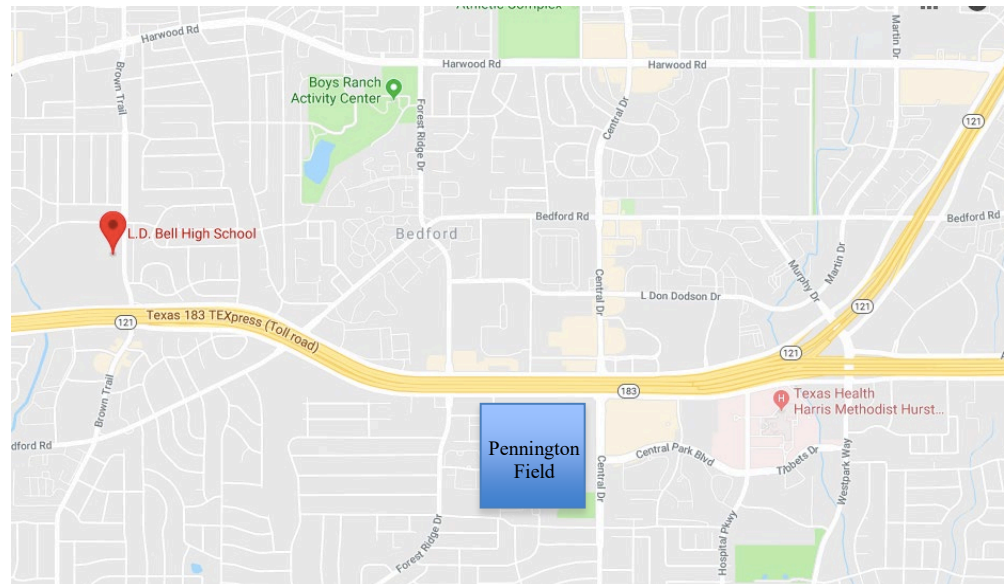 Athletic Complex
Harwood Rd
Martin Dr
Harwood Rd
Harwood Rd
Brown Trail
Boys Ranch
Activity Center
Forest Ridge Dr
Central Dr
121
Bedford Rd
Bedford Rd
L.D. Bell High School
Bedford
Murphy Dr
Martin Dr
Central Dr
L Don Dodson Dr
121
121
Texas 183 TEXpress (Toll road)
121
183
Brown Trail
Texas Health
Harris Methodist Hurst...
Pennington
Field
dford Rd
Central Park Blvd
Tibbets Dr
Central Dr
Westpark Way
Forest Ridge Dr
Hospital Pkwy
H